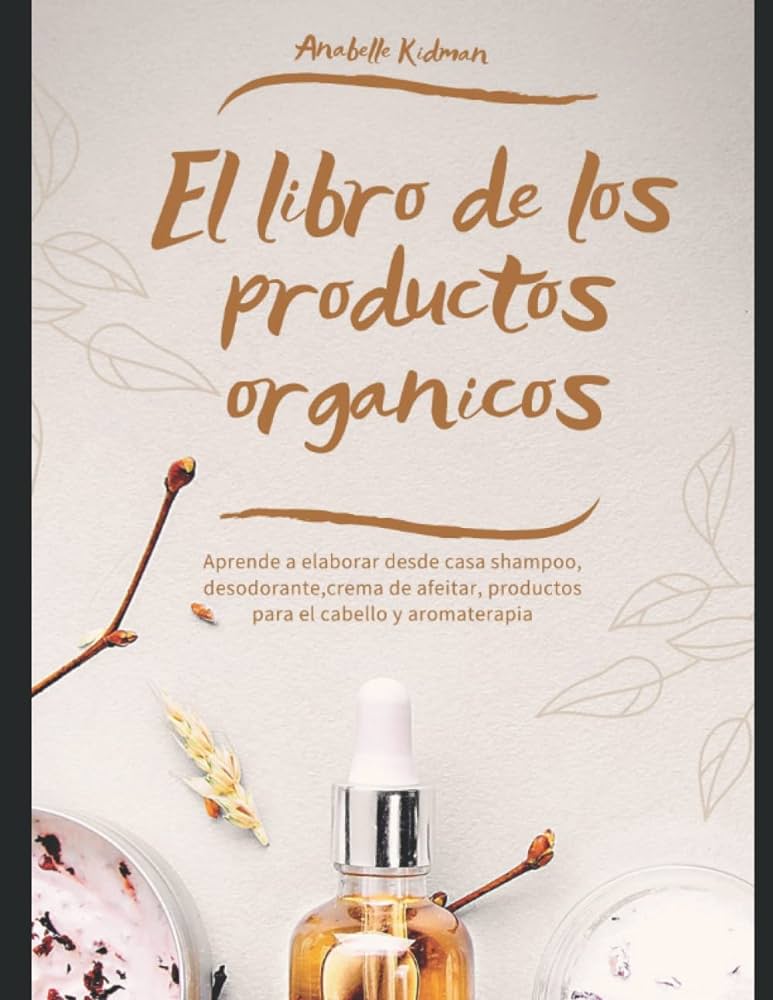 Anabelle Kidman
El libro de los
productos
organicos
Aprende a elaborar desde casa shampoo,
desodorante,crema de afeitar, productos
para el cabello y aromaterapia